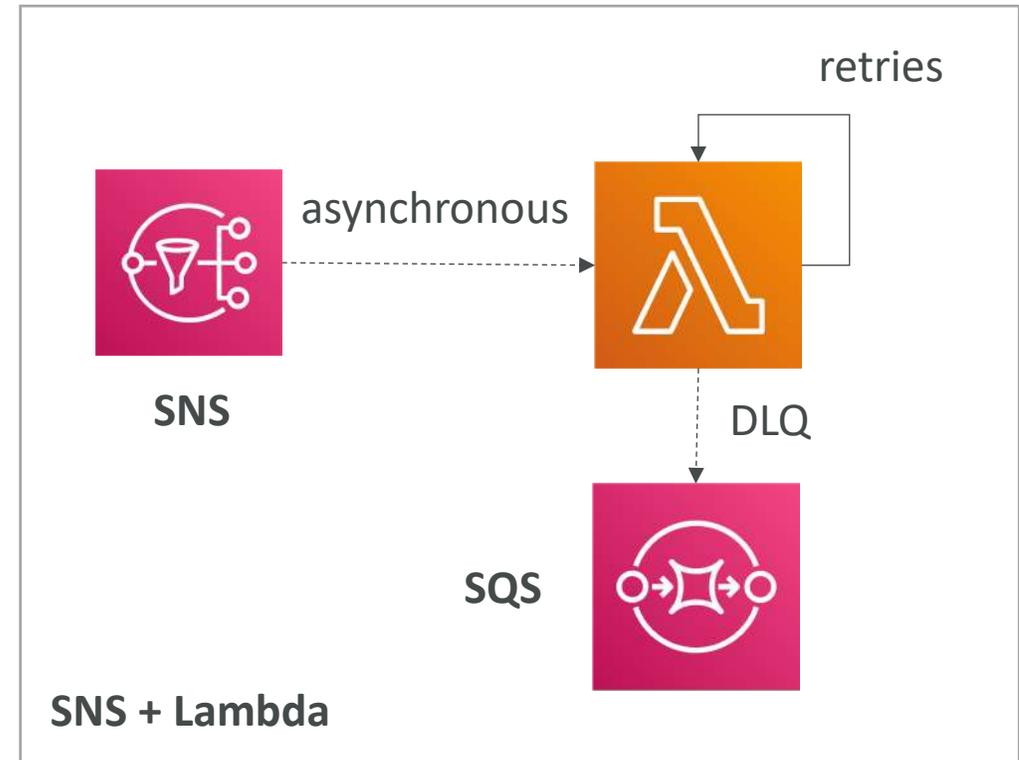 retries
asynchronous
SNS
DLQ
SQS
SNS + Lambda